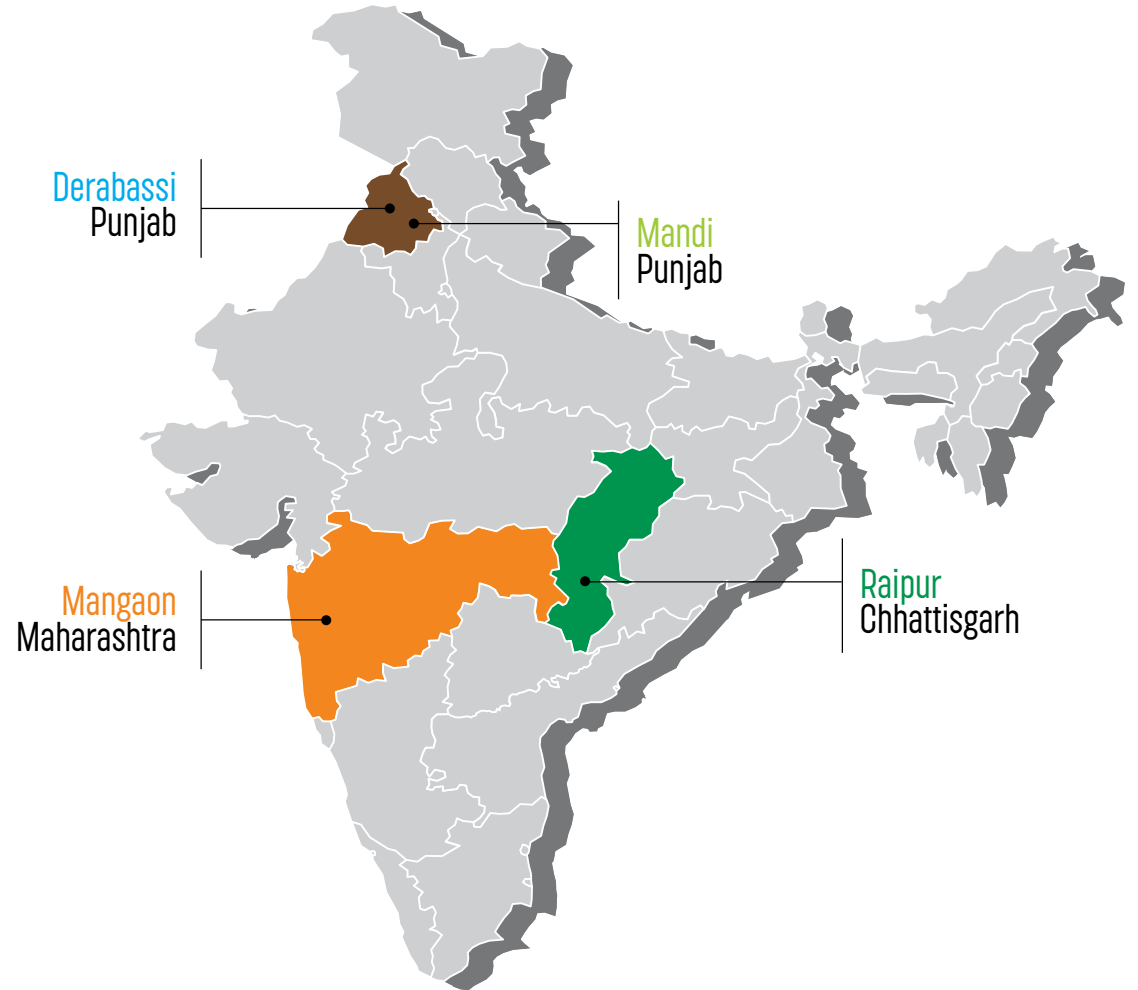 Derabassi
Punjab
Mandi
Punjab
Mangaon
Maharashtra
Raipur
Chhattisgarh